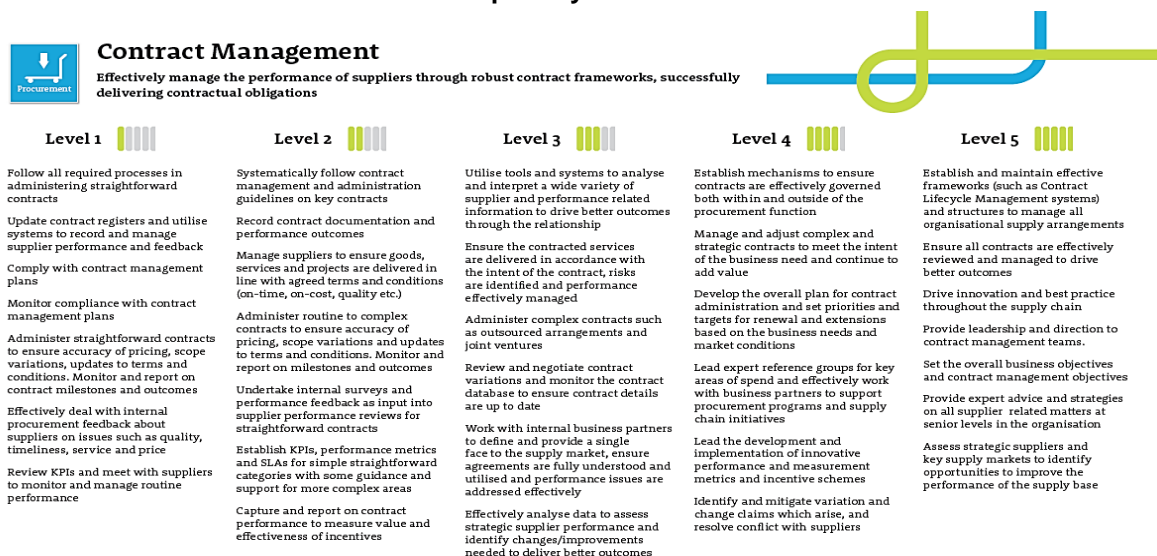 Contract Management
Effectively manage the performance of suppliers through robust contract frameworks, successfully
delivering contractual obligations
Procurement
Level 1
Follow all required processes in
administering straightforward
contracts
Update contract registers and utilise
systems to record and manage
supplier performance and feedback
Comply with contract management
plans
Monitor compliance with contract
management plans
Administer straightforward contracts
to ensure accuracy of pricing, scope
variations, updates to terms and
conditions. Monitor and report on
contract milestones and outcomes
Effectively deal with internal
procurement feedback about
suppliers on issues such as quality,
timeliness, service and price
Review KPIs and meet with suppliers
to monitor and manage routine
performance
Level 2
Systematically follow contract
management and administration
guidelines on key contracts
Record contract documentation and
performance outcomes
Manage suppliers to ensure goods,
services and projects are delivered in
line with agreed terms and conditions
(on-time, on-cost, quality etc.)
Administer routine to complex
contracts to ensure accuracy of
pricing, scope variations and updates
to terms and conditions. Monitor and
report on milestones and outcomes
Undertake internal surveys and
performance feedback as input into
supplier performance reviews for
straightforward contracts
Establish KPIs, performance metrics
and SLAs for simple straightforward
categories with some guidance and
support for more complex areas
Capture and report on contract
performance to measure value and
effectiveness of incentives
Level 3
Utilise tools and systems to analyse
and interpret a wide variety of
supplier and performance related
information to drive better outcomes
through the relationship
Ensure the contracted services
are delivered in accordance with
the intent of the contract, risks
are identified and performance
effectively managed
Administer complex contracts such
as outsourced arrangements and
joint ventures
Review and negotiate contract
variations and monitor the contract
database to ensure contract details
are up to date
Work with internal business partners
to define and provide a single
face to the supply market, ensure
agreements are fully understood and
utilised and performance issues are
addressed effectively
Effectively analyse data to assess
strategic supplier performance and
identify changes/improvements
needed to deliver better outcomes
Level 4
Establish mechanisms to ensure
contracts are effectively governed
both within and outside of the
procurement function
Manage and adjust complex and
strategic contracts to meet the intent
of the business need and continue to
add value
Develop the overall plan for contract
administration and set priorities and
targets for renewal and extensions
based on the business needs and
market conditions
Lead expert reference groups for key
areas of spend and effectively work
with business partners to support
procurement programs and supply
chain initiatives
Lead the development and
implementation of innovative
performance and measurement
metrics and incentive schemes
Identify and mitigate variation and
change claims which arise, and
resolve conflict with suppliers
Level 5
Establish and maintain effective
frameworks (such as Contract
Lifecycle Management systems)
and structures to manage all
organisational supply arrangements
Ensure all contracts are effectively
reviewed and managed to drive
better outcomes
Drive innovation and best practice
throughout the supply chain
Provide leadership and direction to
contract management teams.
Set the overall business objectives
and contract management objectives
Provide expert advice and strategies
on all supplier related matters at
senior levels in the organisation
Assess strategic suppliers and
key supply markets to identify
opportunities to improve the
performance of the supply base